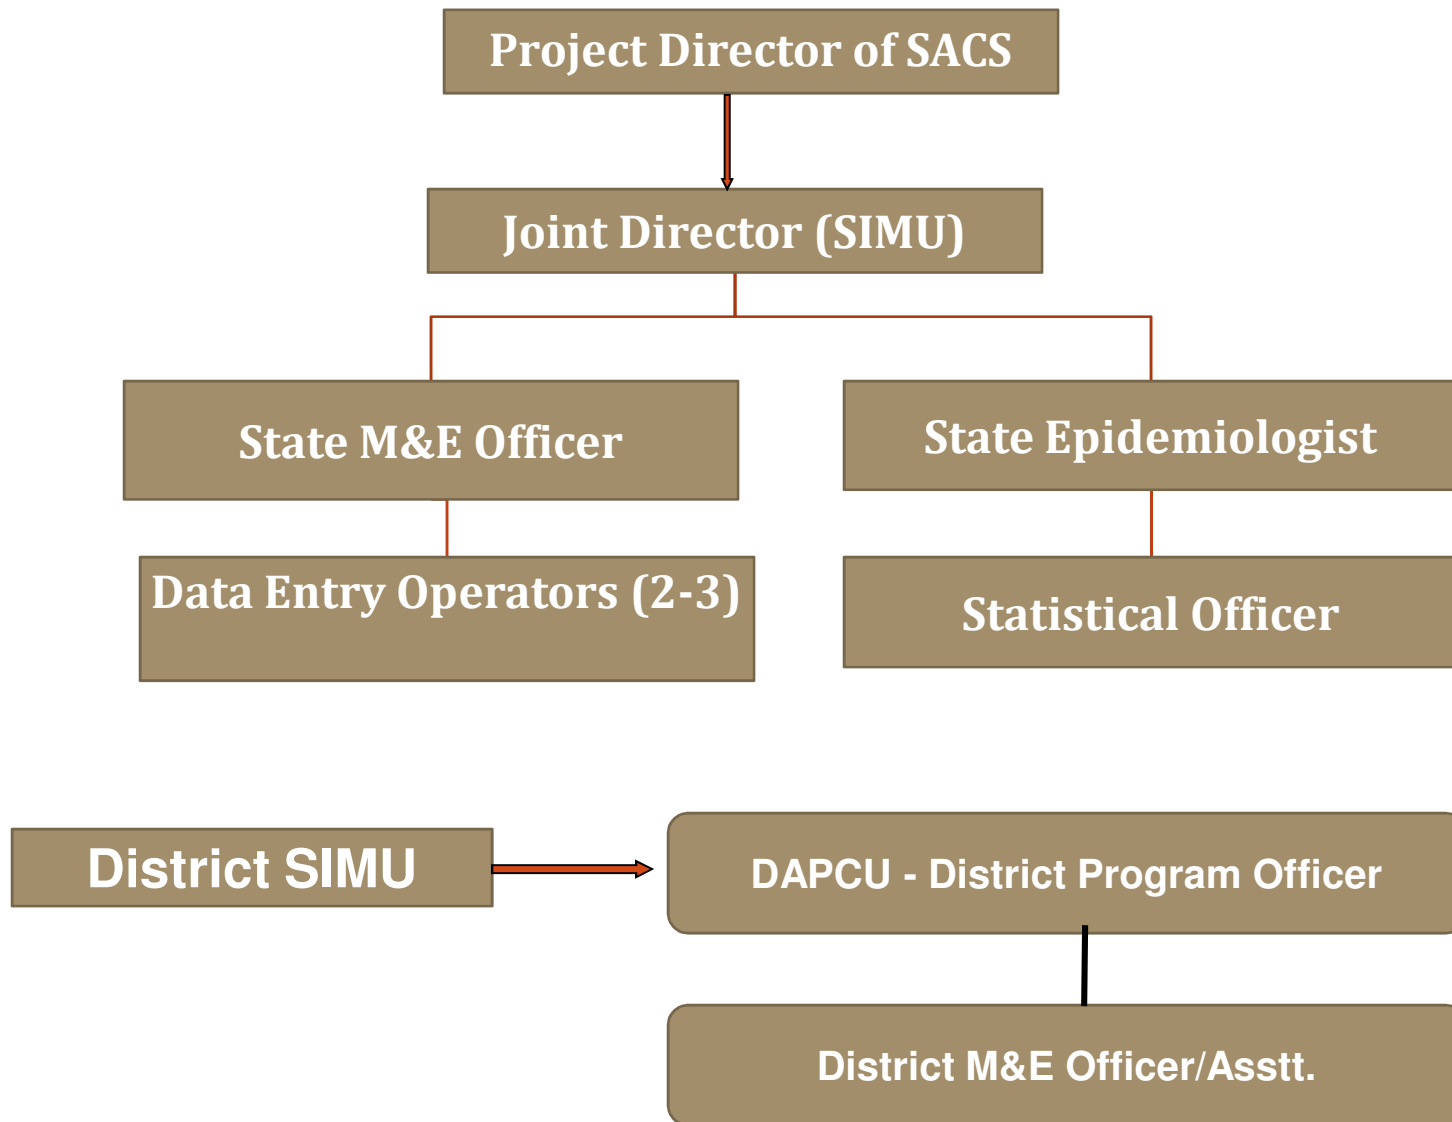 Project Director of SACS
Joint Director (SIMU)
State M&E Officer
State Epidemiologist
Data Entry Operators (2-3)
Statistical Officer
District SIMU
DAPCU - District Program Officer
District M&E Officer/Asstt.